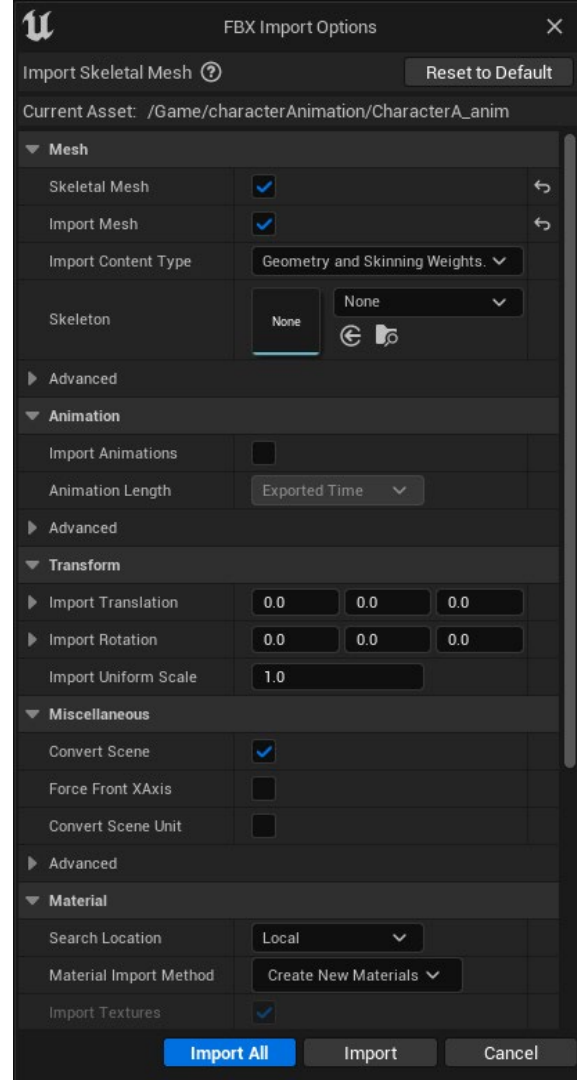 FBX Import Options
Import Skeletal Mesh ? Reset to Default
Current Asset: /Game/characterAnimation/CharacterA_anim
Mesh
Skeletal Mesh
Import Mesh
Import Content Type Geometry and Skinning Weights.
Skeleton None None
Advanced
Animation
Import Animations
Animation Length Exported Time
Advanced
Transform
Import Translation 0.0 0.0 0.0
Import Rotation 0.0 0.0 0.0
Import Uniform Scale 1.0
Miscellaneous
Convert Scene
Force Front XAxis
Convert Scene Unit
Advanced
Material
Search Location Local
Material Import Method Create New Materials
Import Textures
Import All Import Cancel